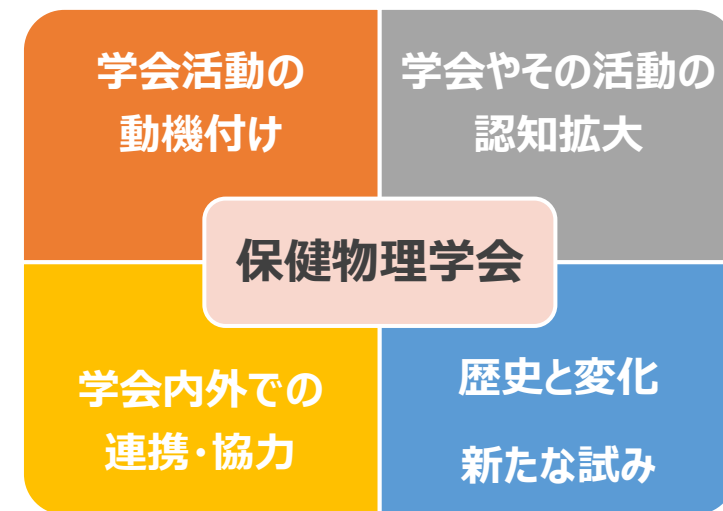 学会活動の
動機付け
学会やその活動の
認知拡大
保健物理学会
学会内外での
連携・協力
歴史と変化
新たな試み